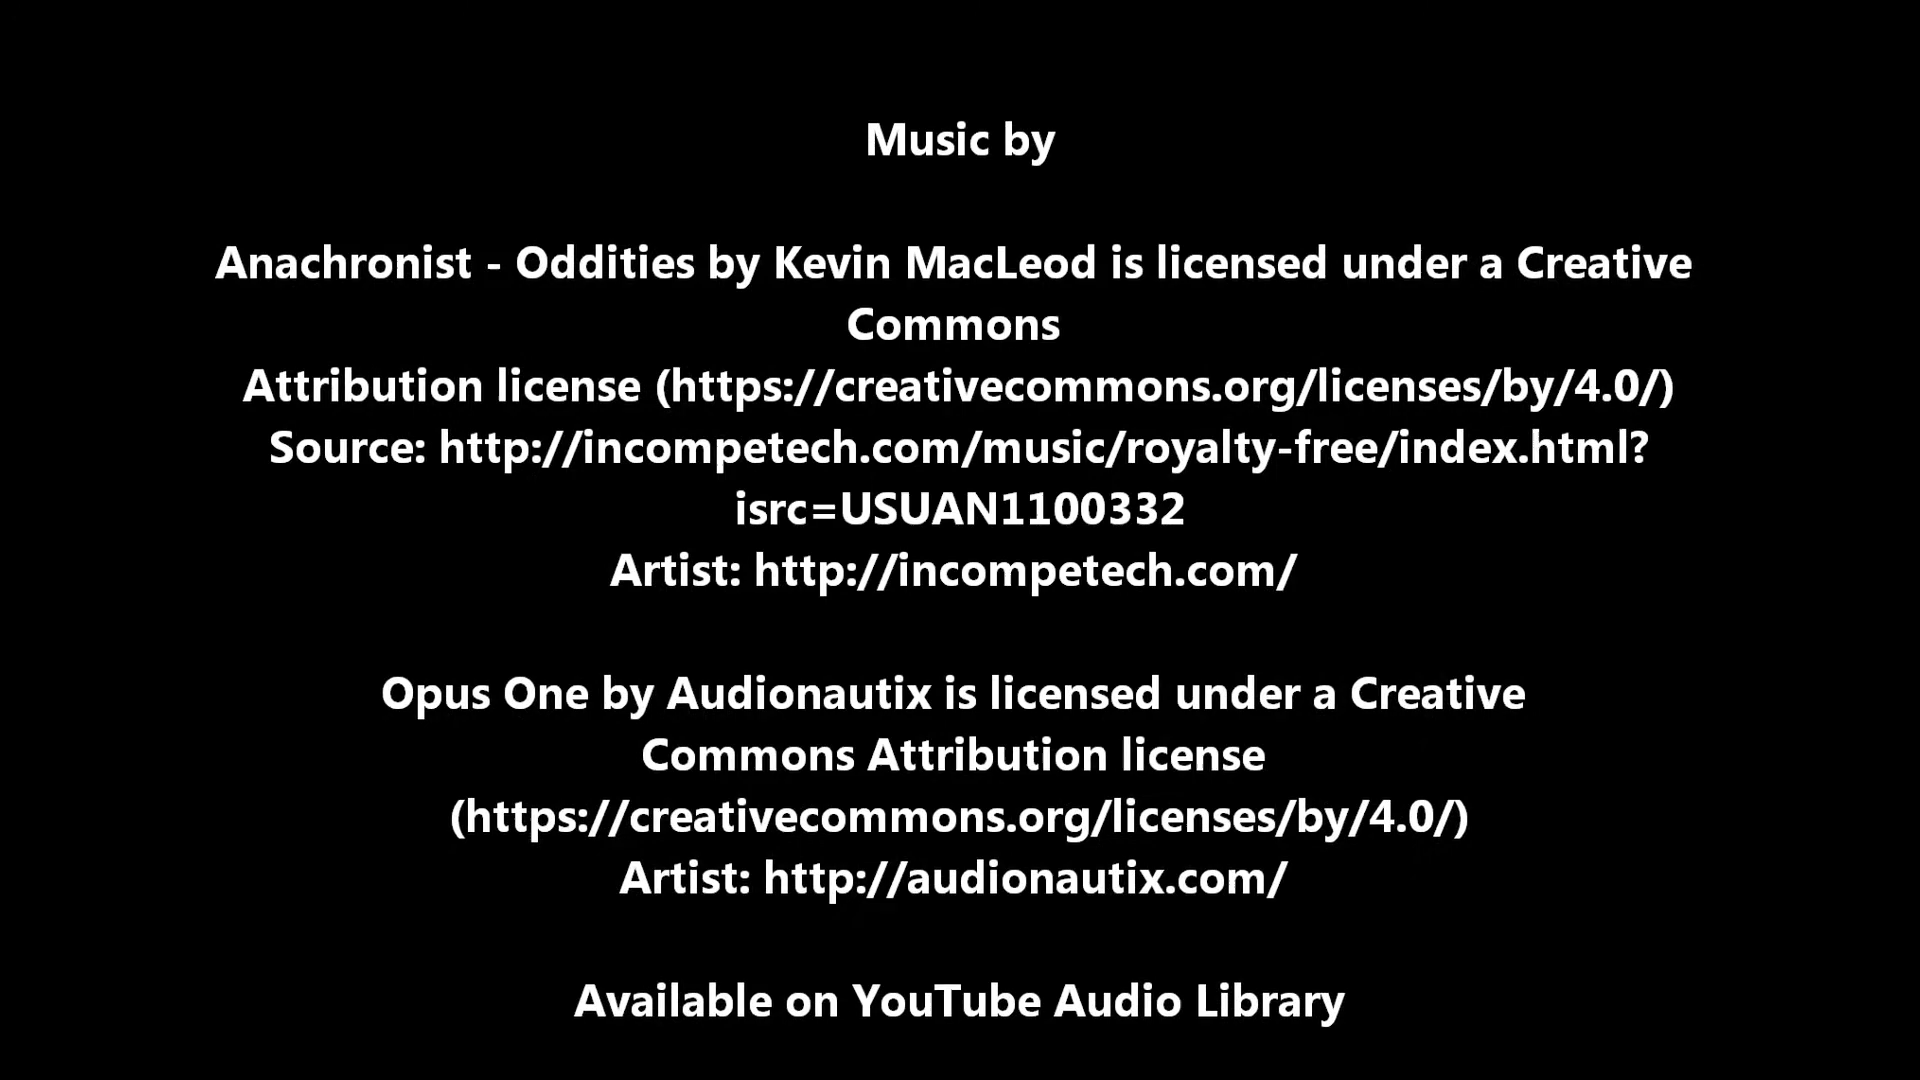 Music by
Anachronist - Oddities by Kevin MacLeod is licensed under a Creative
Commons
Attribution license (https://creativecommons.org/licenses/by/4.0/)
Source: http://incompetech.com/music/royalty-free/index.html?
isrc=USUAN1100332
Artist: http://incompetech.com/
Opus One by Audionautix is licensed under a Creative
Commons Attribution license
(https://creativecommons.org/licenses/by/4.0/)
Artist: http://audionautix.com/
Available on YouTube Audio Library